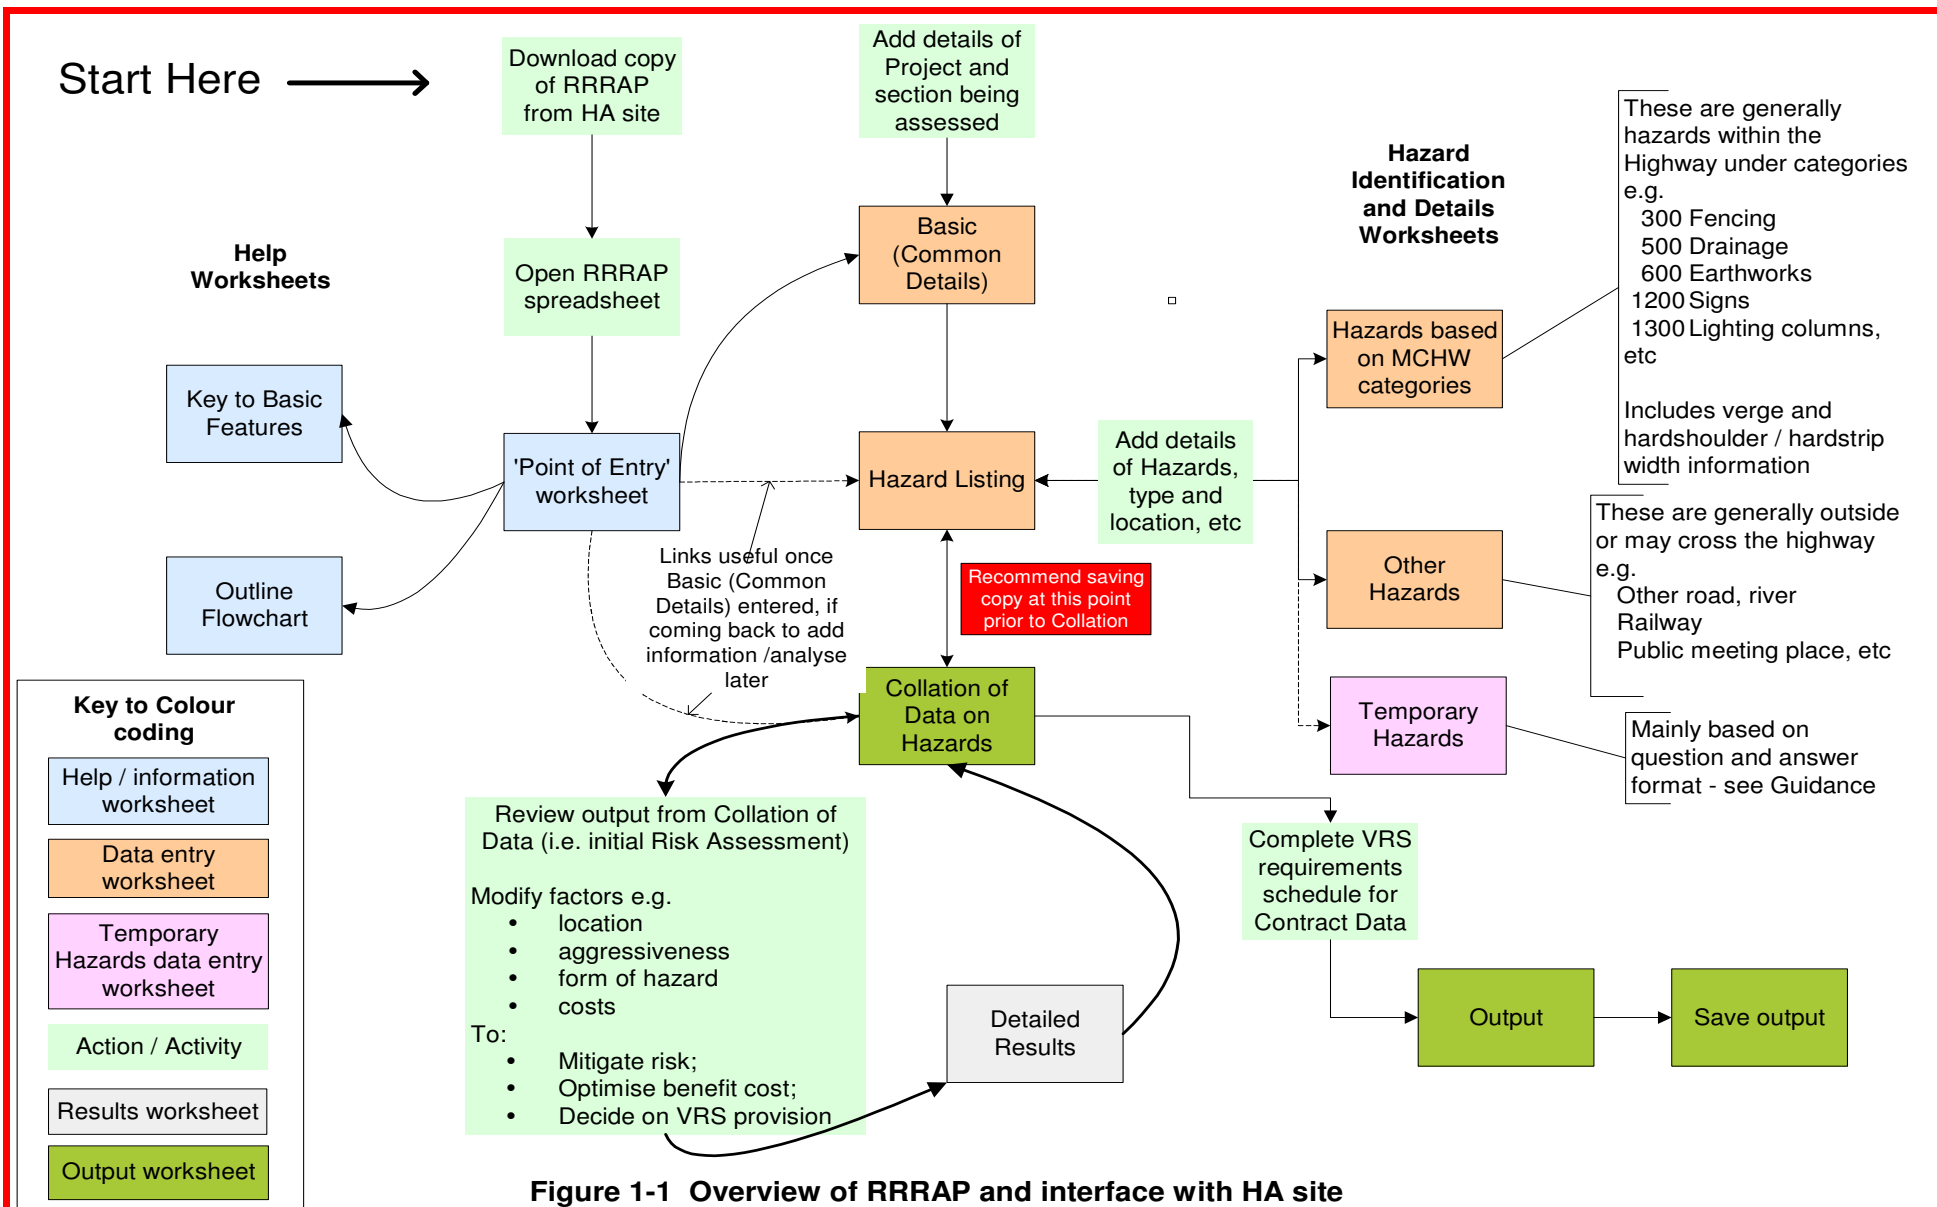 Start Here
Download copy
of RRRAP
from HA site
Add details of
Project and
section being
assessed
Help
Worksheets
Open RRRAP
spreadsheet
Basic
(Common
Details)
Hazard
Identification
and Details
Worksheets
These are generally
hazards within the
Highway under categories
e.g.
300 Fencing
500 Drainage
600 Earthworks
1200 Signs
1300 Lighting columns,
etc
Includes verge and
hardshoulder / hardstrip
width information
Key to Basic
Features
'Point of Entry'
worksheet
Hazard Listing
Add details
of Hazards,
type and
location, etc
Hazards based
on MCHW
categories
Outline
Flowchart
Links useful once
Basic (Common
Details) entered, if
coming back to add
information /analyse
later
Recommend saving
copy at this point
prior to Collation
Other
Hazards
These are generally outside
or may cross the highway
e.g.
Other road, river
Railway
Public meeting place, etc
Collation of
Data on
Hazards
Temporary
Hazards
Mainly based on
question and answer
format - see Guidance
Key to Colour
coding
Help / information
worksheet
Data entry
worksheet
Temporary
Hazards data entry
worksheet
Action / Activity
Results worksheet
Output worksheet
Review output from Collation of
Data (i.e. initial Risk Assessment)
Modify factors e.g.
• location
• aggressiveness
• form of hazard
• costs
To:
• Mitigate risk;
• Optimise benefit cost;
• Decide on VRS provision
Detailed
Results
Complete VRS
requirements
schedule for
Contract Data
Output
Save output
Figure 1-1 Overview of RRRAP and interface with HA site